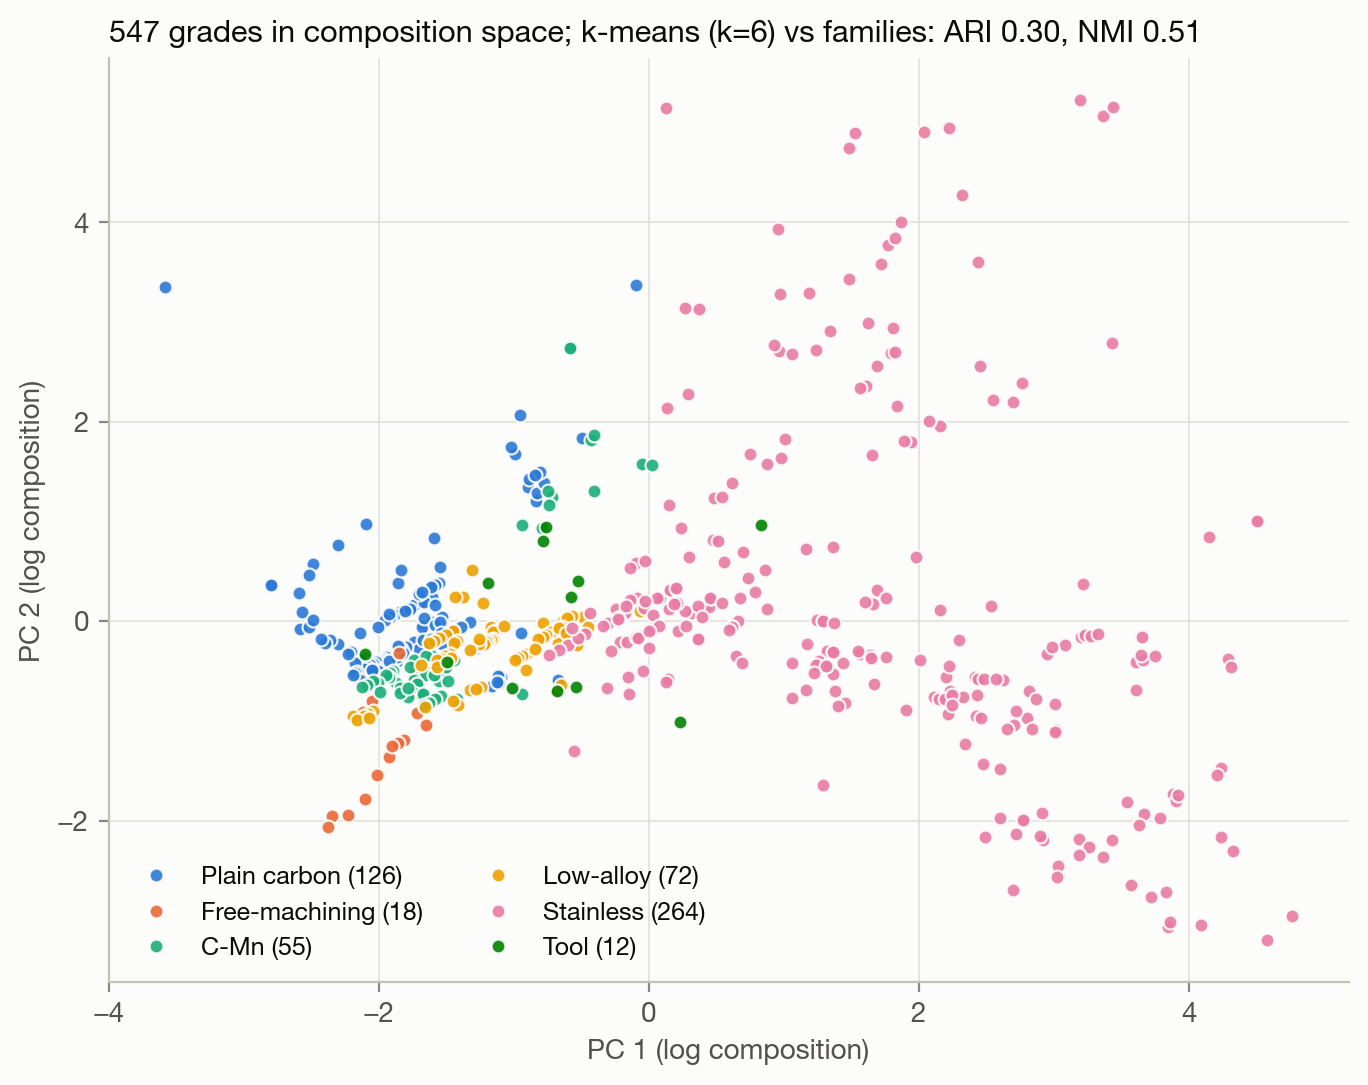 547 grades in composition space; k-means (k=6) vs families: ARI 0.30, NMI 0.51
PC 2 (log composition)
4
2
0
−2
Plain carbon (126)
Free-machining (18)
C-Mn (55)
Low-alloy (72)
Stainless (264)
Tool (12)
−4
−2
0
2
4
PC 1 (log composition)